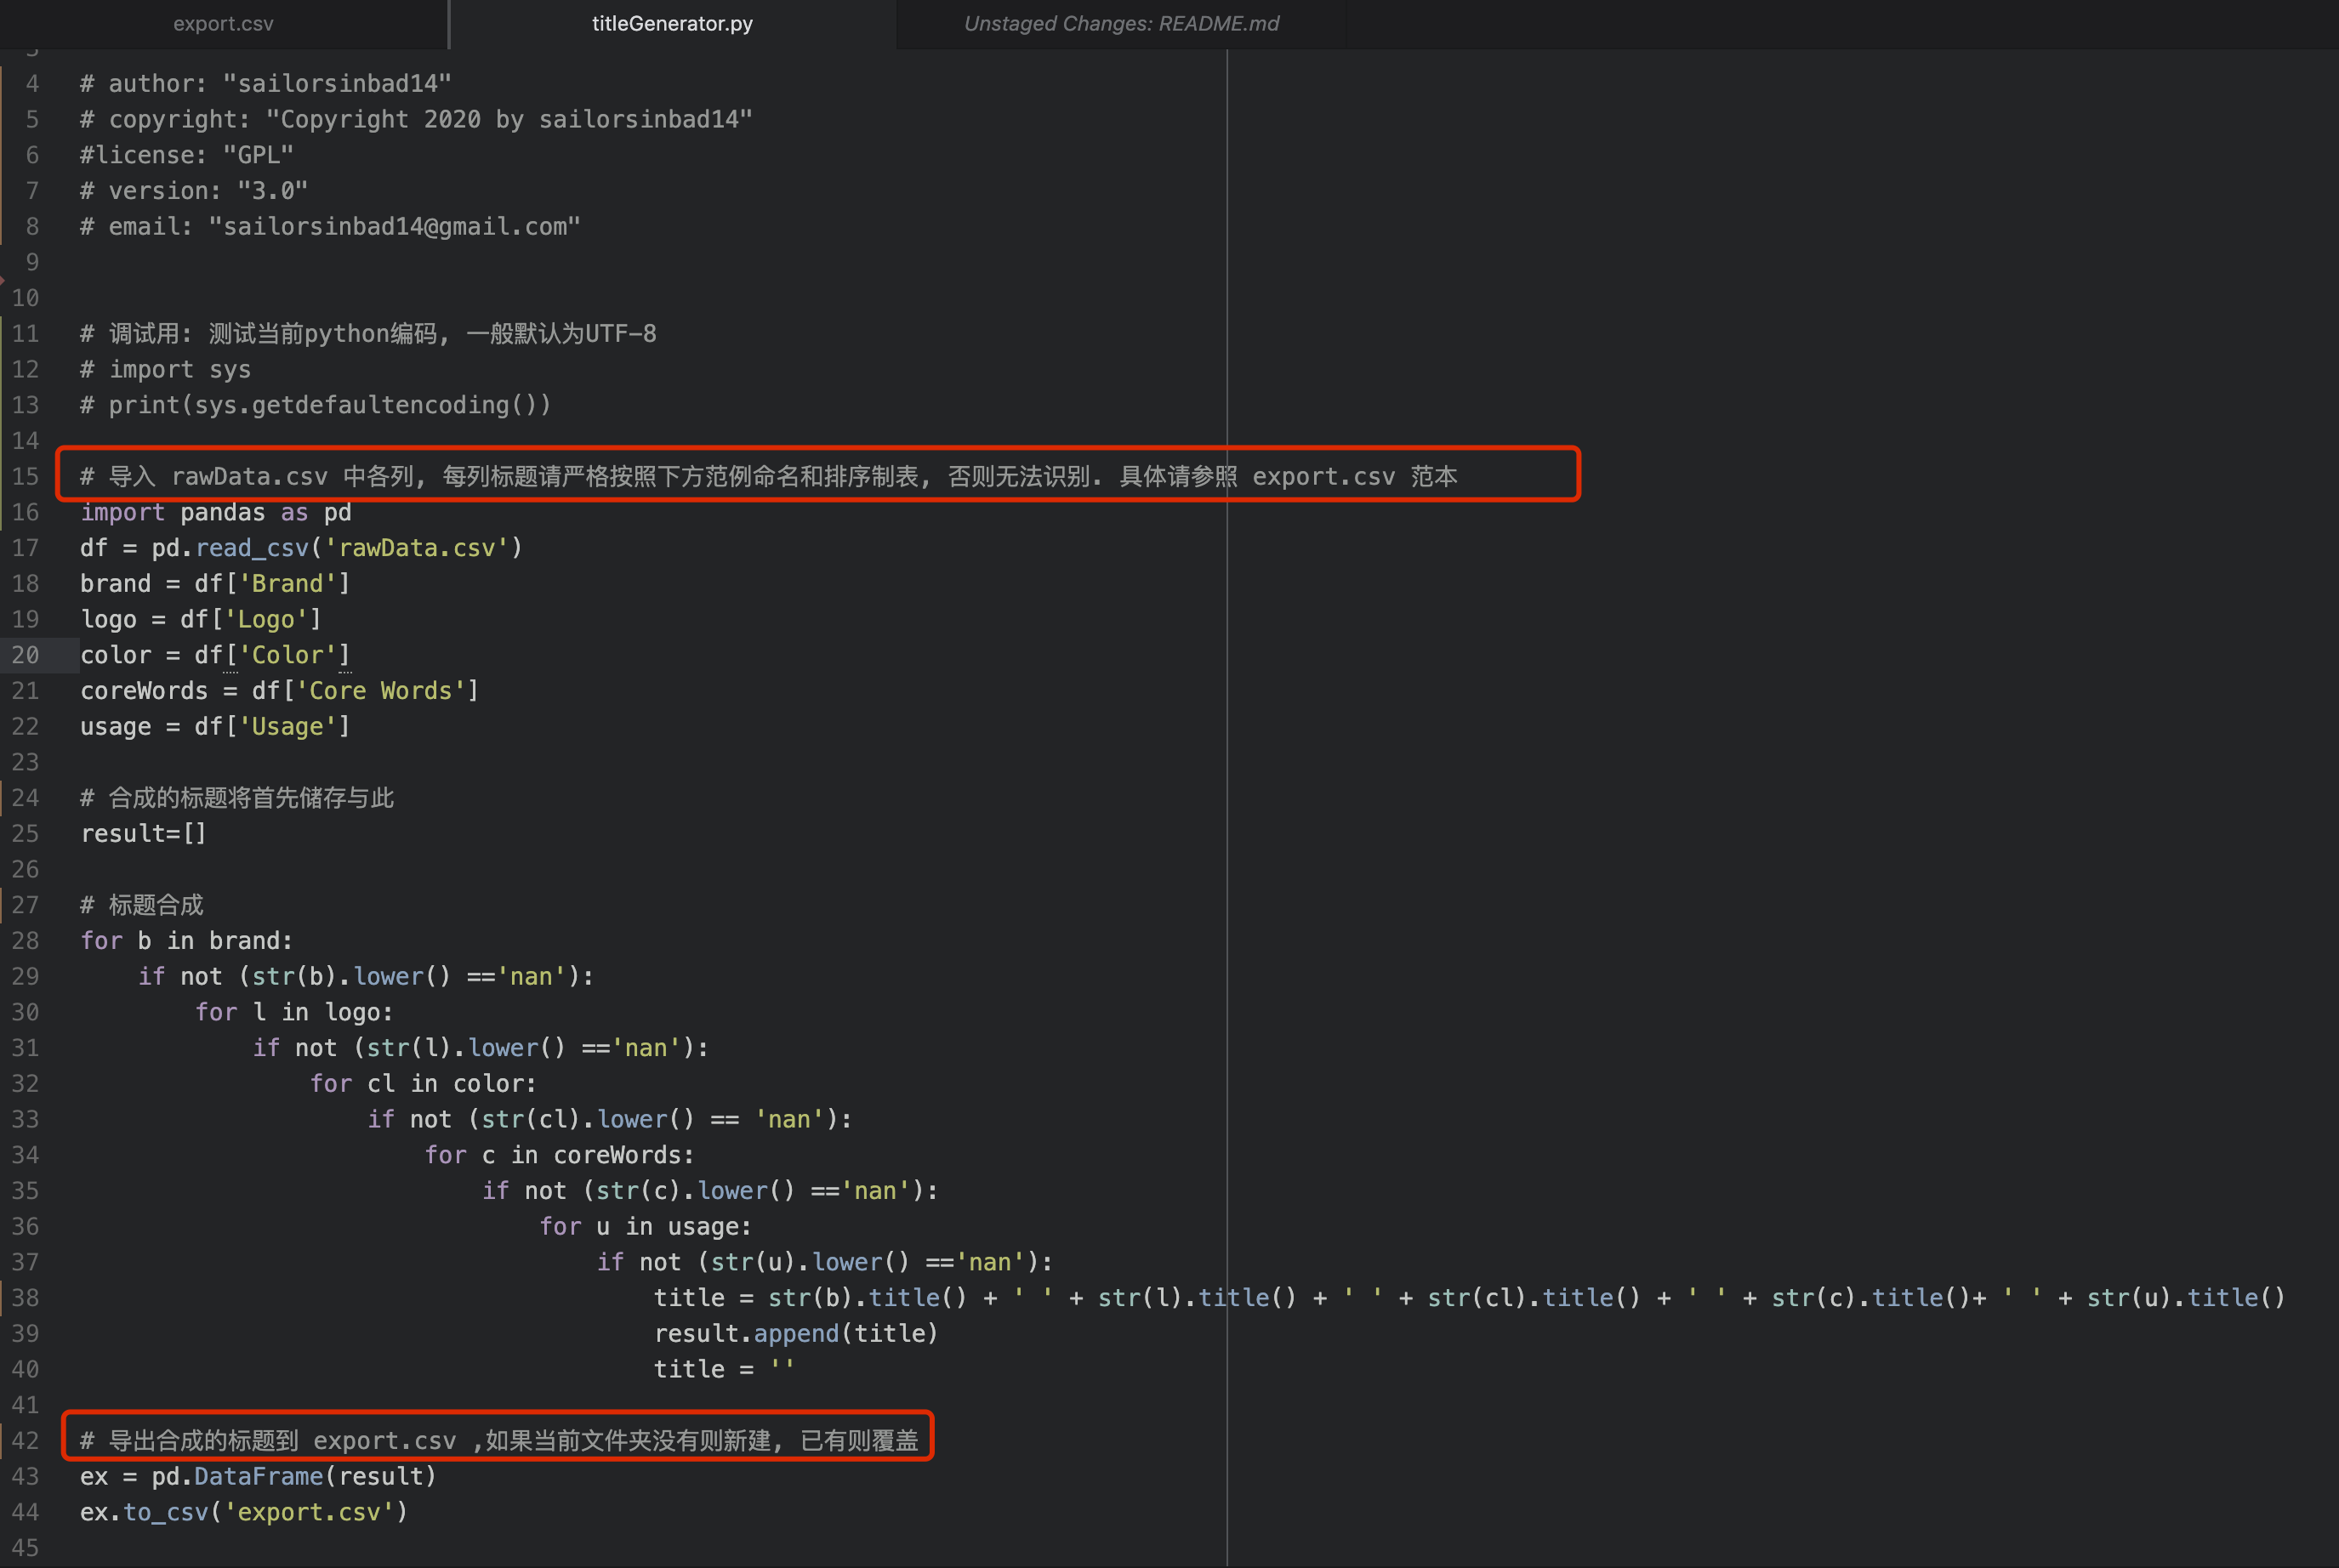 export.csv
titleGenerator.py
Unstaged Changes: README.md
3
4 # author: "sailorsinbad14"
5 # copyright: "Copyright 2020 by sailorsinbad14"
6 #license: "GPL"
7 # version: "3.0"
8 # email: "sailorsinbad14@gmail.com"
9
10
11 # 调试用: 测试当前python编码, 一般默认为UTF-8
12 # import sys
13 # print(sys.getdefaultencoding())
14
15 # 导入 rawData.csv 中各列, 每列标题请严格按照下方范例命名和排序制表, 否则无法识别. 具体请参照 export.csv 范本
16 import pandas as pd
17 df = pd.read_csv('rawData.csv')
18 brand = df['Brand']
19 logo = df['Logo']
20 color = df['Color']
21 coreWords = df['Core Words']
22 usage = df['Usage']
23
24 # 合成的标题将首先储存与此
25 result=[]
26
27 # 标题合成
28 for b in brand:
29     if not (str(b).lower() =='nan'):
30         for l in logo:
31             if not (str(l).lower() =='nan'):
32                 for cl in color:
33                     if not (str(cl).lower() == 'nan'):
34                         for c in coreWords:
35                             if not (str(c).lower() =='nan'):
36                                 for u in usage:
37                                     if not (str(u).lower() =='nan'):
38                                         title = str(b).title() + ' ' + str(l).title() + ' ' + str(cl).title() + ' ' + str(c).title()+ ' ' + str(u).title()
39                                         result.append(title)
40                                         title = ''
41
42 # 导出合成的标题到 export.csv ,如果当前文件夹没有则新建, 已有则覆盖
43 ex = pd.DataFrame(result)
44 ex.to_csv('export.csv')
45